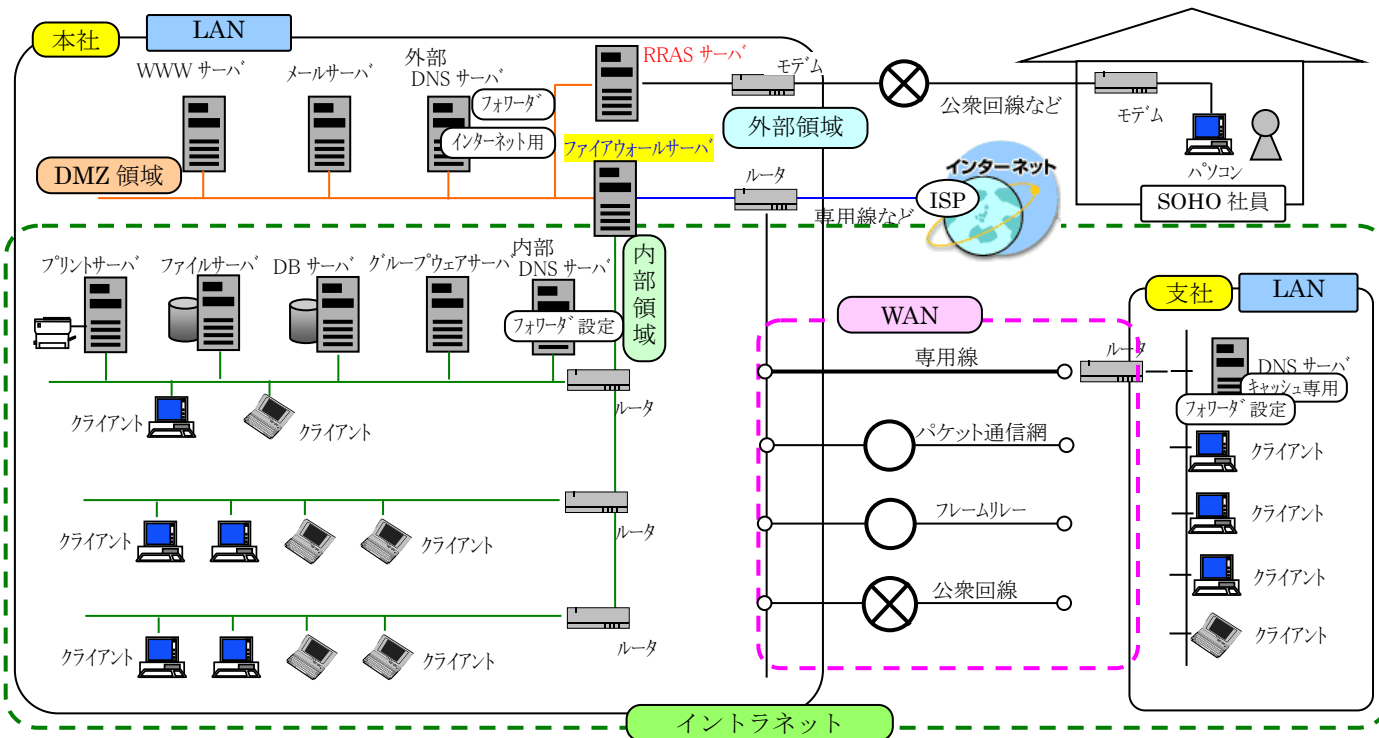 本社
LAN
WWW サーバ
メールサーバ
外部
DNS サーバ
フォワーダ
インターネット用
RRAS サーバ
モデム
公衆回線など
モデム
パソコン
SOHO 社員
外部領域
ファイアウォールサーバ
DMZ 領域
ルータ
専用線など
インターネット
ISP
プリントサーバ
ファイルサーバ
DB サーバ
グループウェアサーバ
内部
DNS サーバ
フォワーダ設定
内部領域
ルータ
クライアント
クライアント
クライアント
クライアント
ルータ
クライアント
クライアント
ルータ
WAN
専用線
パケット通信網
フレームリレー
公衆回線
支社
LAN
ルータ
DNS サーバ
キャッシュ専用
フォワーダ設定
クライアント
クライアント
クライアント
クライアント
イントラネット